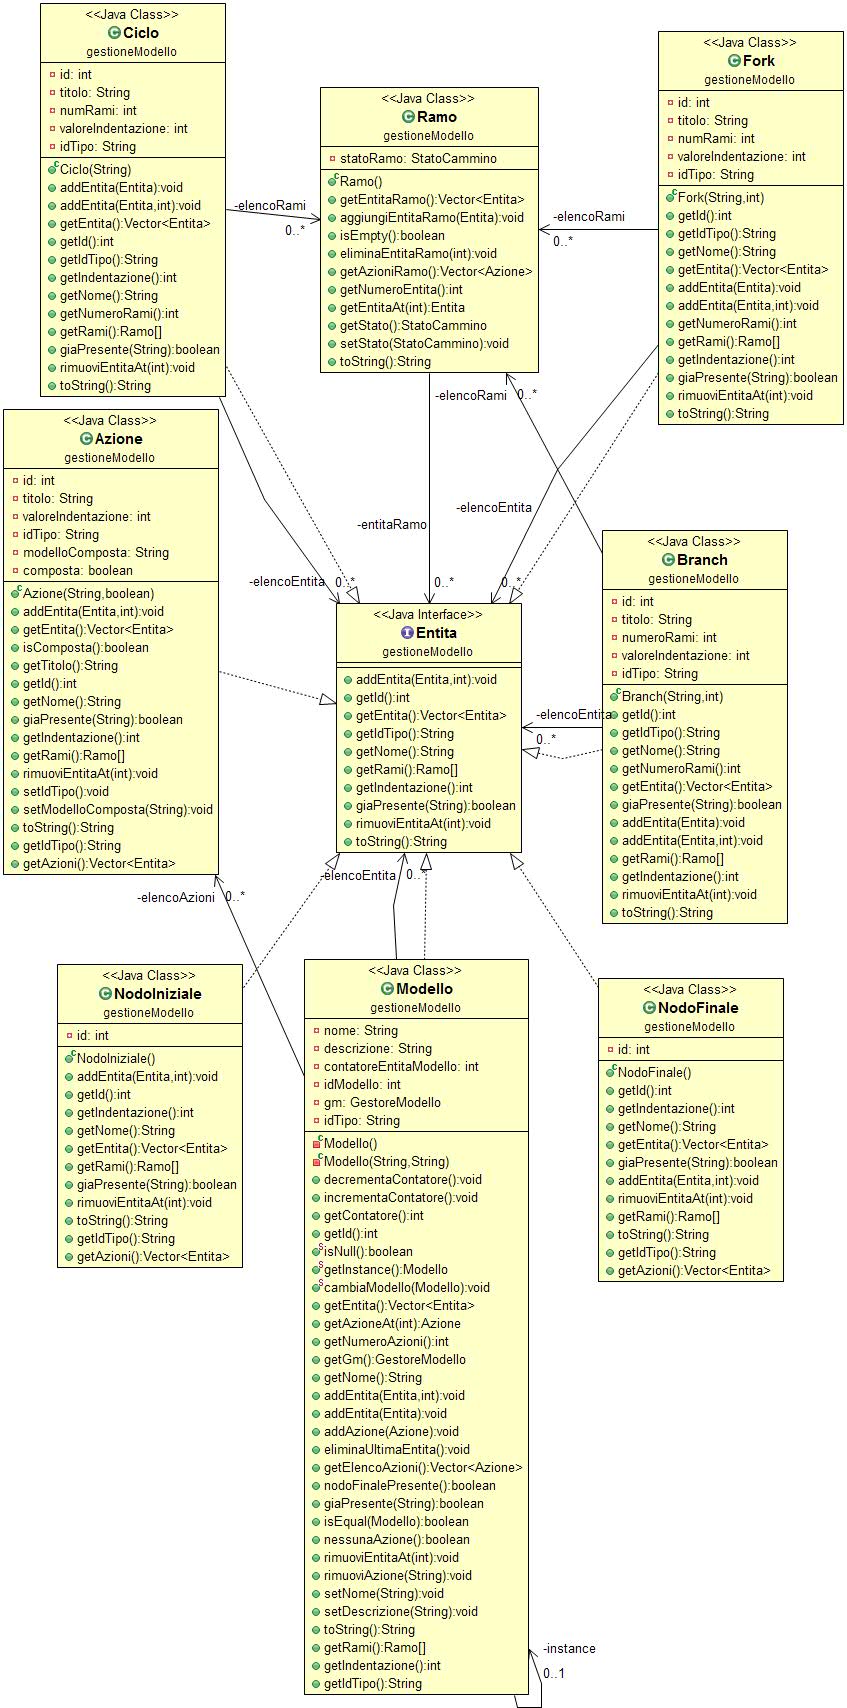 <<Java Class>>
Ciclo
gestioneModello
id: int
titolo: String
numRami: int
valoreIndentazione: int
idTipo: String
Ciclo(String)
addEntita(Entita):void
addEntita(Entita,int):void
getEntita():Vector<Entita>
getId():int
getIdTipo():String
getIndentazione():int
getNome():String
getNumeroRami():int
getRami():Ramo[]
giaPresente(String):boolean
rimuoviEntitaAt(int):void
toString():String
-elencoRami
0..*
<<Java Class>>
Ramo
gestioneModello
statoRamo: StatoCammino
Ramo()
getEntitaRamo():Vector<Entita>
aggiungiEntitaRamo(Entita):void
isEmpty():boolean
eliminaEntitaRamo(int):void
getAzioniRamo():Vector<Azione>
getNumeroEntita():int
getEntitaAt(int):Entita
getStato():StatoCammino
setStato(StatoCammino):void
toString():String
-elencoRami
0..*
<<Java Class>>
Fork
gestioneModello
id: int
titolo: String
numRami: int
valoreIndentazione: int
idTipo: String
Fork(String,int)
getId():int
getIdTipo():String
getNome():String
getEntita():Vector<Entita>
addEntita(Entita):void
addEntita(Entita,int):void
getNumeroRami():int
getRami():Ramo[]
getIndentazione():int
giaPresente(String):boolean
rimuoviEntitaAt(int):void
toString():String
-elencoRami
0..*
-elencoEntita
-entitaRamo
-elencoEntita
0..*
0..*
0..*
<<Java Class>>
Azione
gestioneModello
id: int
titolo: String
valoreIndentazione: int
idTipo: String
modelloComposta: String
composta: boolean
Azione(String,boolean)
addEntita(Entita,int):void
getEntita():Vector<Entita>
isComposta():boolean
getTitolo():String
getId():int
getNome():String
giaPresente(String):boolean
getIndentazione():int
getRami():Ramo[]
rimuoviEntitaAt(int):void
setIdTipo():void
setModelloComposta(String):void
toString():String
getIdTipo():String
getAzioni():Vector<Entita>
<<Java Interface>>
Entita
gestioneModello
addEntita(Entita,int):void
getId():int
getEntita():Vector<Entita>
getIdTipo():String
getNome():String
getRami():Ramo[]
getIndentazione():int
giaPresente(String):boolean
rimuoviEntitaAt(int):void
toString():String
-elencoEntita
0..*
<<Java Class>>
Branch
gestioneModello
id: int
titolo: String
numeroRami: int
valoreIndentazione: int
idTipo: String
Branch(String,int)
getId():int
getIdTipo():String
getNome():String
getNumeroRami():int
getEntita():Vector<Entita>
giaPresente(String):boolean
addEntita(Entita):void
addEntita(Entita,int):void
getRami():Ramo[]
getIndentazione():int
rimuoviEntitaAt(int):void
toString():String
-elencoAzioni
0..*
-elencoEntita
0..*
<<Java Class>>
NodoIniziale
gestioneModello
id: int
NodoIniziale()
addEntita(Entita,int):void
getId():int
getIndentazione():int
getNome():String
getEntita():Vector<Entita>
getRami():Ramo[]
giaPresente(String):boolean
rimuoviEntitaAt(int):void
toString():String
getIdTipo():String
getAzioni():Vector<Entita>
<<Java Class>>
Modello
gestioneModello
nome: String
descrizione: String
contatoreEntitaModello: int
idModello: int
gm: GestoreModello
idTipo: String
Modello()
Modello(String,String)
decrementaContatore():void
incrementaContatore():void
getContatore():int
getId():int
isNull():boolean
getInstance():Modello
cambiaModello(Modello):void
getEntita():Vector<Entita>
getAzioneAt(int):Azione
getNumeroAzioni():int
getGm():GestoreModello
getNome():String
addEntita(Entita,int):void
addEntita(Entita):void
addAzione(Azione):void
eliminaUltimaEntita():void
getElencoAzioni():Vector<Azione>
nodoFinalePresente():boolean
giaPresente(String):boolean
isEqual(Modello):boolean
nessunaAzione():boolean
rimuoviEntitaAt(int):void
rimuoviAzione(String):void
setNome(String):void
setDescrizione(String):void
toString():String
getRami():Ramo[]
getIndentazione():int
getIdTipo():String
<<Java Class>>
NodoFinale
gestioneModello
id: int
NodoFinale()
getId():int
getIndentazione():int
getNome():String
getEntita():Vector<Entita>
giaPresente(String):boolean
addEntita(Entita,int):void
rimuoviEntitaAt(int):void
getRami():Ramo[]
toString():String
getIdTipo():String
getAzioni():Vector<Entita>
-instance
0..1